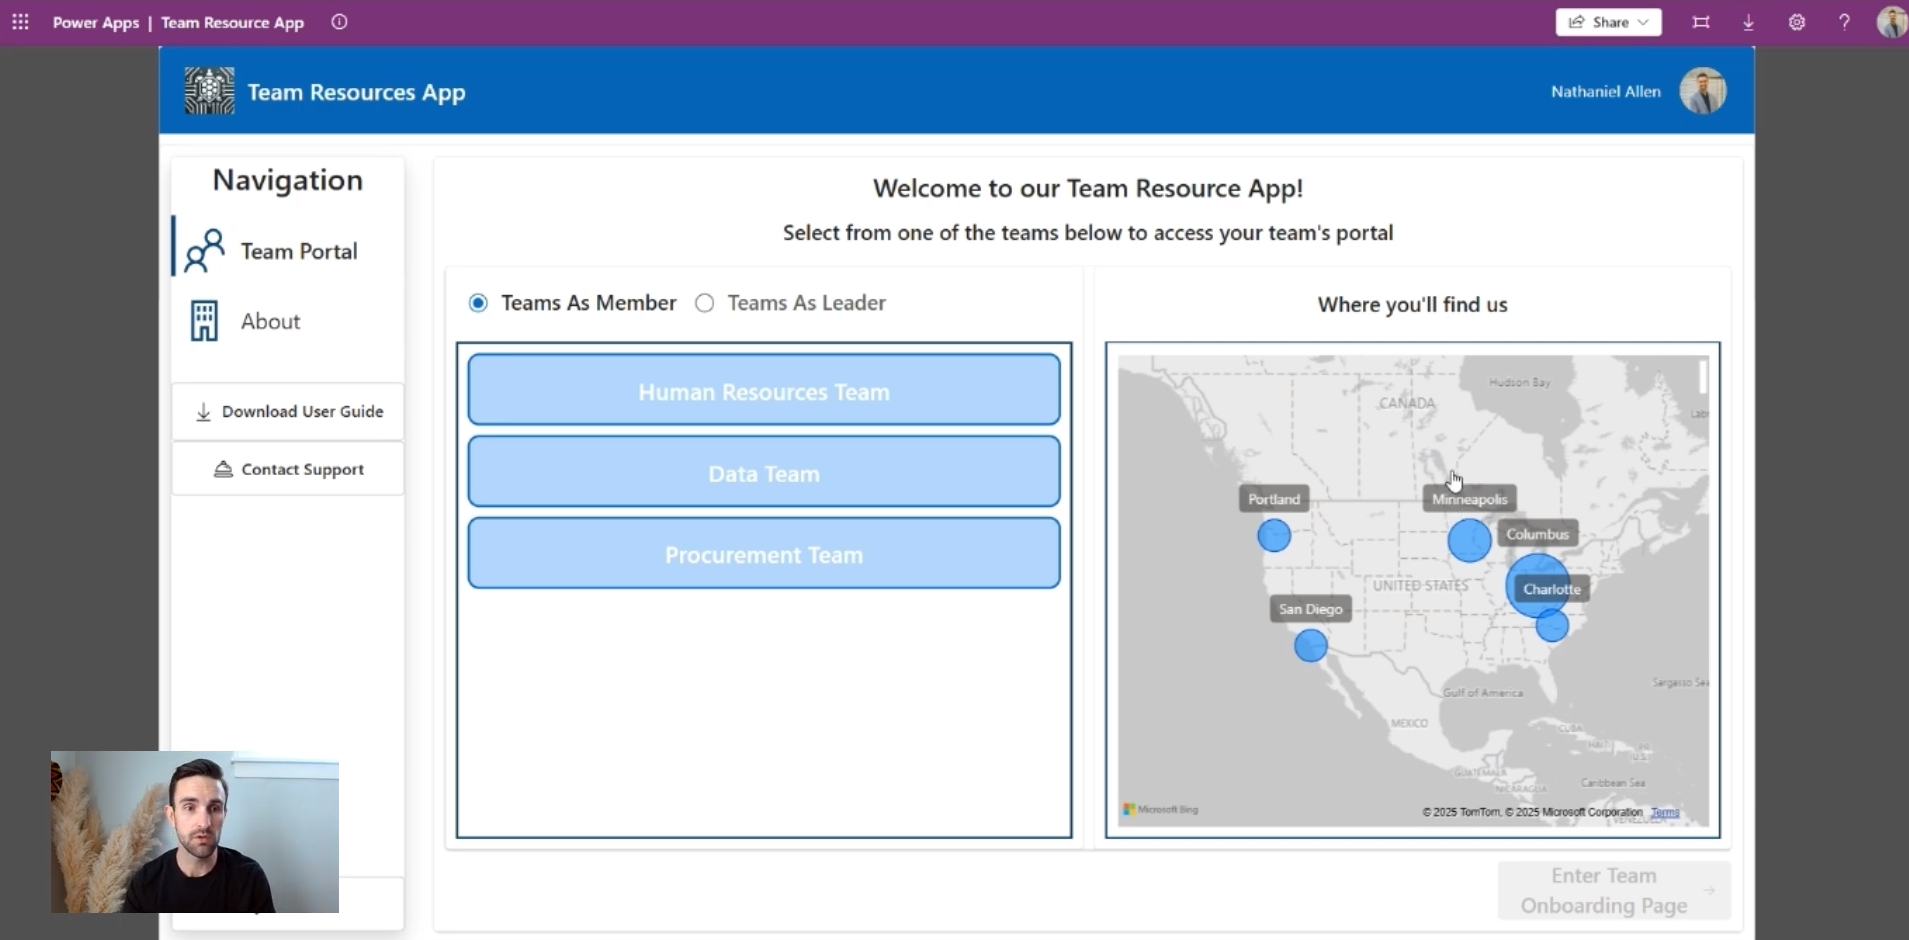 Power Apps | Team Resource App
Share
Team Resources App
Nathaniel Allen
Navigation
Team Portal
About
Download User Guide
Contact Support
Welcome to our Team Resource App!
Select from one of the teams below to access your team's portal
Teams As Member
Teams As Leader
Human Resources Team
Data Team
Procurement Team
Where you'll find us
Hudson Bay
CANADA
Portland
Minneapolis
Columbus
UNITED STATES
Charlotte
San Diego
Sargasso Sea
Gulf of America
MEXICO
CUBA
HAITI
GUATEMALA
Caribbean Sea
NICARAGUA
Microsoft Bing
© 2025 TomTom, © 2025 Microsoft Corporation Terms
VENEZUELA
Enter Team
Onboarding Page